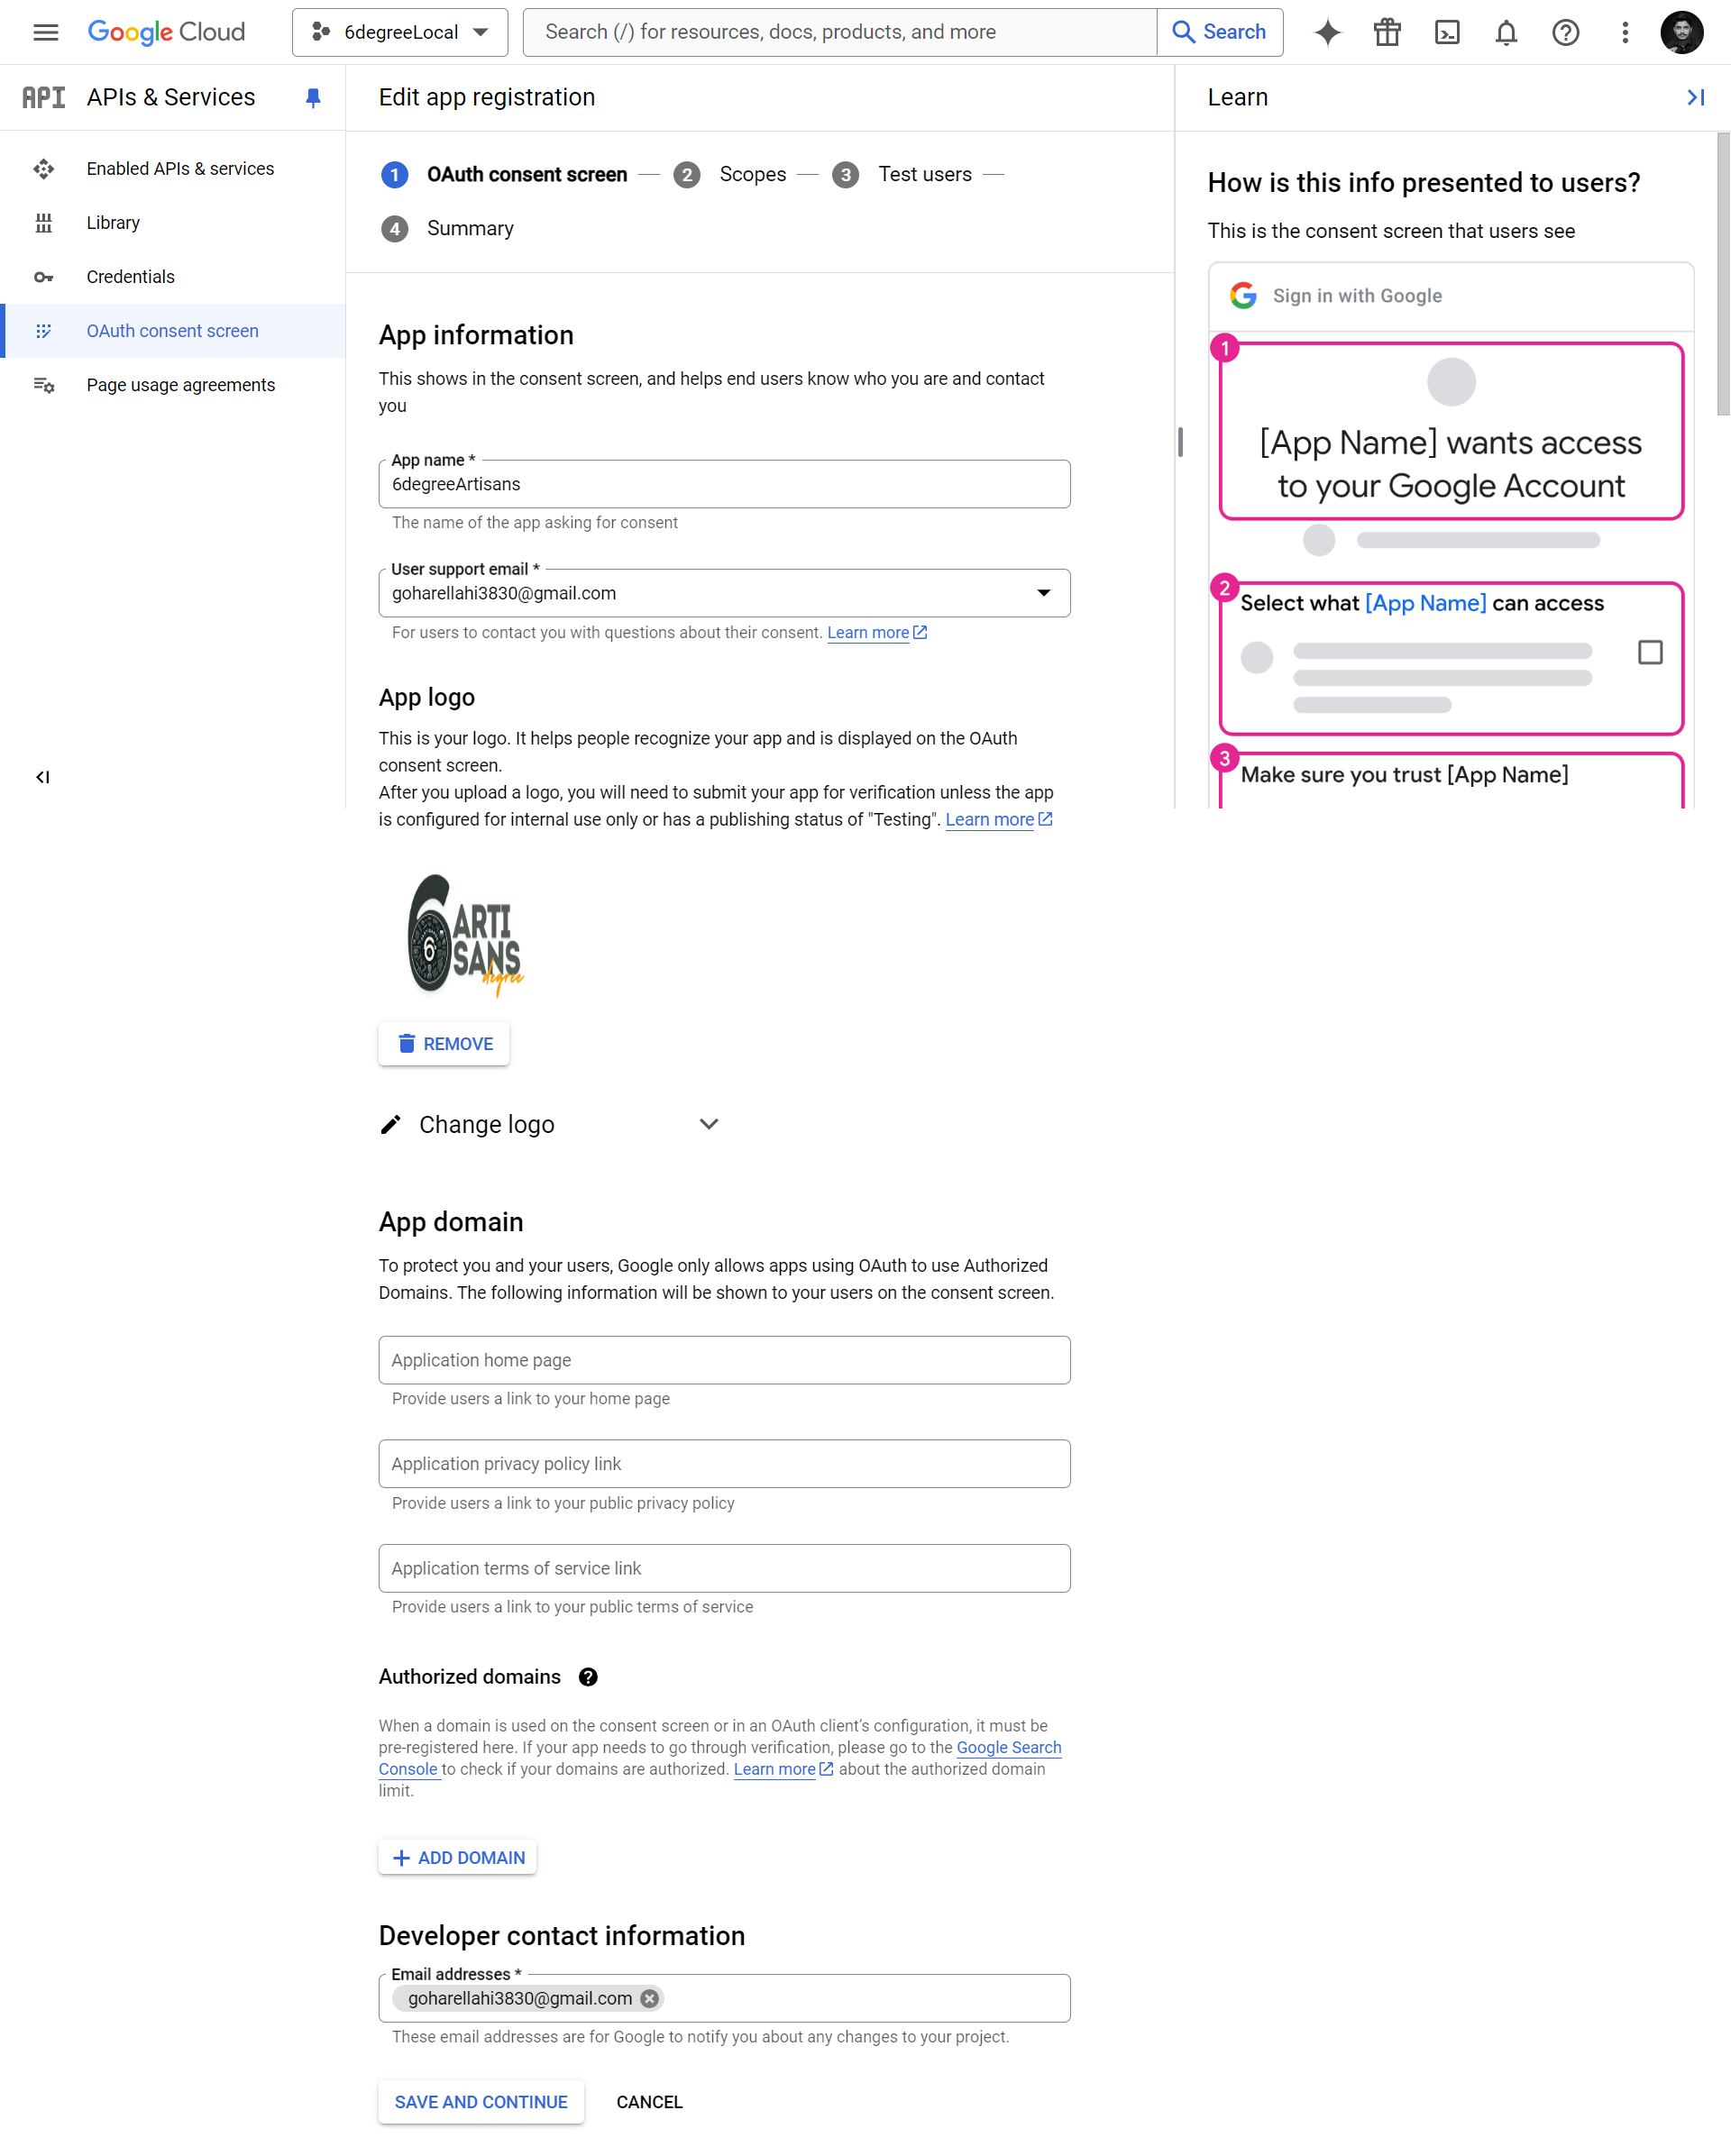 Google Cloud
6degreeLocal
Search (/) for resources, docs, products, and more
Search
API APIs & Services
Enabled APIs & services
Library
Credentials
OAuth consent screen
Page usage agreements
Edit app registration
1 OAuth consent screen
2 Scopes
3 Test users
4 Summary
App information
This shows in the consent screen, and helps end users know who you are and contact
you
App name *
6degreeArtisans
The name of the app asking for consent
User support email *
goharellahi3830@gmail.com
For users to contact you with questions about their consent. Learn more
App logo
This is your logo. It helps people recognize your app and is displayed on the OAuth
consent screen.
After you upload a logo, you will need to submit your app for verification unless the app
is configured for internal use only or has a publishing status of "Testing". Learn more
6 ARTI
6 SANS
degree
REMOVE
Change logo
App domain
To protect you and your users, Google only allows apps using OAuth to use Authorized
Domains. The following information will be shown to your users on the consent screen.
Application home page
Provide users a link to your home page
Application privacy policy link
Provide users a link to your public privacy policy
Application terms of service link
Provide users a link to your public terms of service
Authorized domains ?
When a domain is used on the consent screen or in an OAuth client’s configuration, it must be
pre-registered here. If your app needs to go through verification, please go to the Google Search
Console to check if your domains are authorized. Learn more about the authorized domain
limit.
ADD DOMAIN
Developer contact information
Email addresses *
goharellahi3830@gmail.com
These email addresses are for Google to notify you about any changes to your project.
SAVE AND CONTINUE
CANCEL
Learn
How is this info presented to users?
This is the consent screen that users see
Sign in with Google
1
[App Name] wants access
to your Google Account
2
Select what [App Name] can access
3
Make sure you trust [App Name]